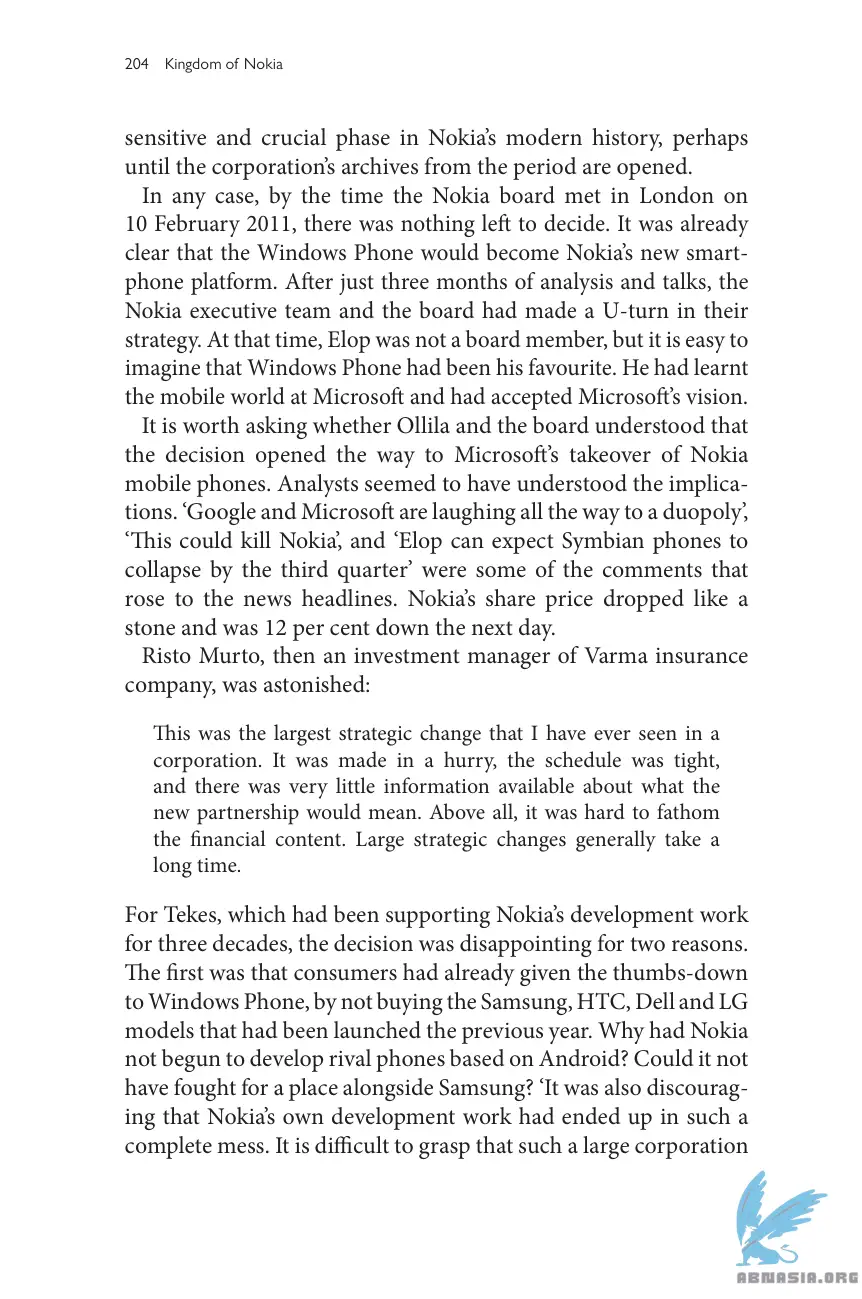 204 Kingdom of Nokia
sensitive and crucial phase in Nokia’s modern history, perhaps
until the corporation’s archives from the period are opened.
In any case, by the time the Nokia board met in London on
10 February 2011, there was nothing left to decide. It was already
clear that the Windows Phone would become Nokia’s new smart-
phone platform. After just three months of analysis and talks, the
Nokia executive team and the board had made a U-turn in their
strategy. At that time, Elop was not a board member, but it is easy to
imagine that Windows Phone had been his favourite. He had learnt
the mobile world at Microsoft and had accepted Microsoft’s vision.
It is worth asking whether Ollila and the board understood that
the decision opened the way to Microsoft’s takeover of Nokia
mobile phones. Analysts seemed to have understood the implica-
tions. ‘Google and Microsoft are laughing all the way to a duopoly’,
‘This could kill Nokia’, and ‘Elop can expect Symbian phones to
collapse by the third quarter’ were some of the comments that
rose to the news headlines. Nokia’s share price dropped like a
stone and was 12 per cent down the next day.
Risto Murto, then an investment manager of Varma insurance
company, was astonished:
This was the largest strategic change that I have ever seen in a
corporation. It was made in a hurry, the schedule was tight,
and there was very little information available about what the
new partnership would mean. Above all, it was hard to fathom
the financial content. Large strategic changes generally take a
long time.
For Tekes, which had been supporting Nokia’s development work
for three decades, the decision was disappointing for two reasons.
The first was that consumers had already given the thumbs-down
to Windows Phone, by not buying the Samsung, HTC, Dell and LG
models that had been launched the previous year. Why had Nokia
not begun to develop rival phones based on Android? Could it not
have fought for a place alongside Samsung? ‘It was also discourag-
ing that Nokia’s own development work had ended up in such a
complete mess. It is difficult to grasp that such a large corporation
ABNASIA.ORG